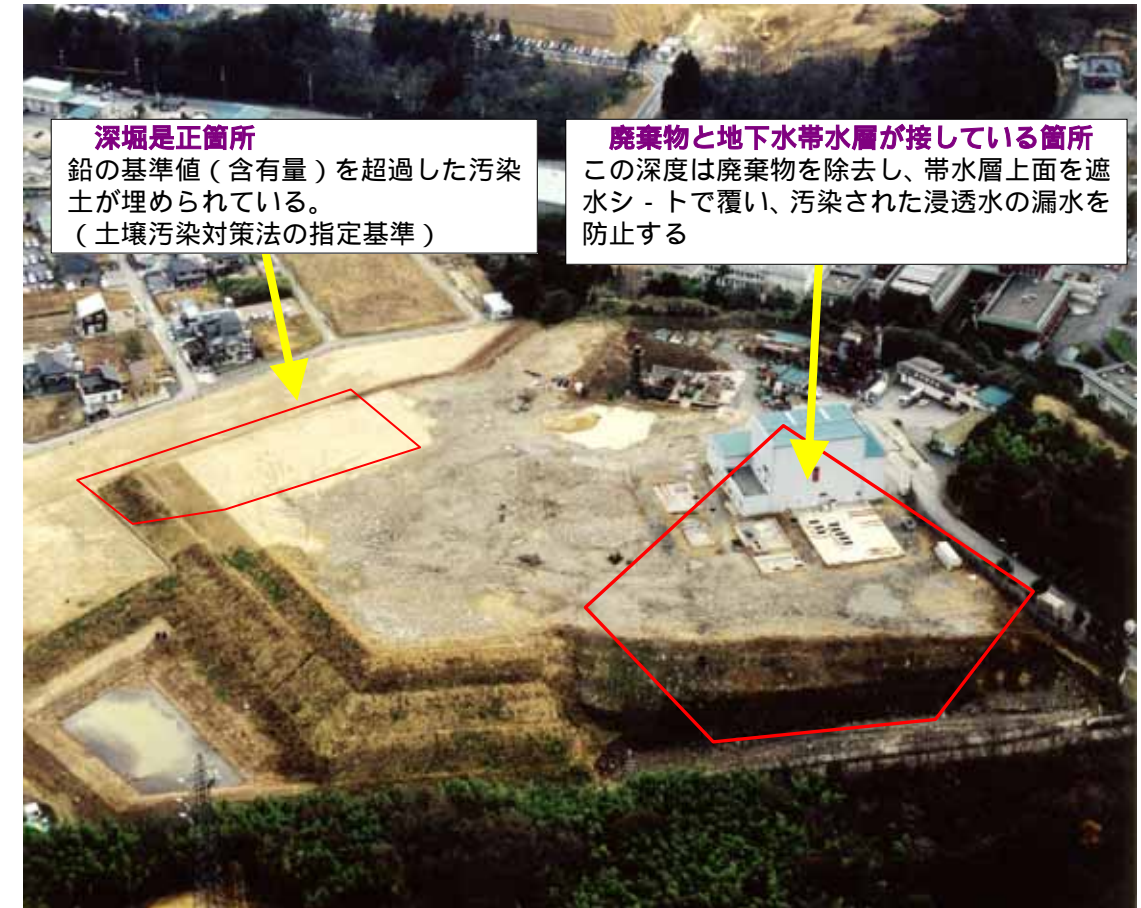 深堀是正箇所
鉛の基準値(含有量)を超過した汚染
土が埋められている。
(土壌汚染対策法の指定基準)
廃棄物と地下水帯水層が接している箇所
この深度は廃棄物を除去し、帯水層上面を遮
水シ-トで覆い、汚染された浸透水の漏水を
防止する